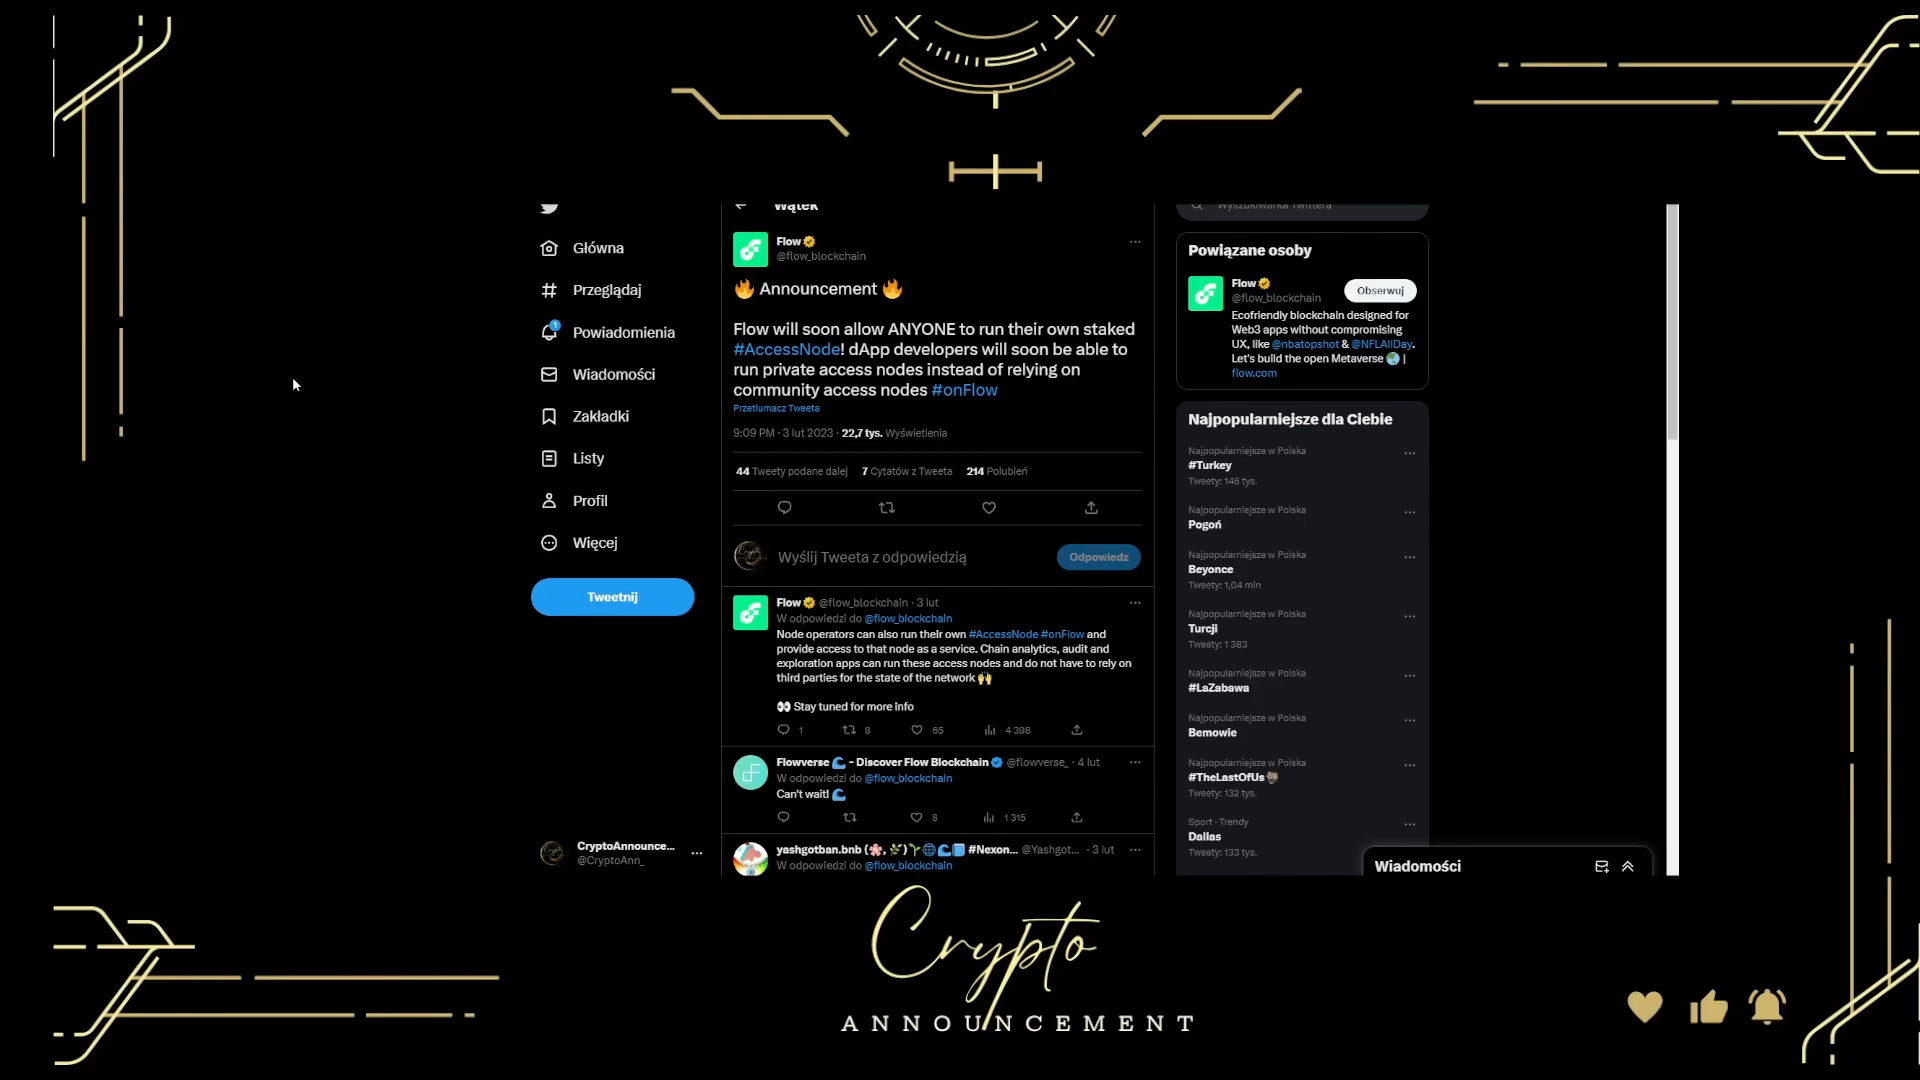 Główna
Przeglądaj
1
Powiadomienia
Wiadomości
Zakładki
Listy
Profil
Więcej
Tweetnij
CryptoAnnounce...
@CryptoAnn_
Wątek
Flow
@flow_blockchain
🔥 Announcement 🔥
Flow will soon allow ANYONE to run their own staked
#AccessNode! dApp developers will soon be able to
run private access nodes instead of relying on
community access nodes #onFlow
Przetłumacz Tweeta
9:09 PM · 3 lut 2023 · 22,7 tys. Wyświetlenia
44 Tweety podane dalej 7 Cytatów z Tweeta 214 Polubień
Wyślij Tweeta z odpowiedzią
Odpowiedz
Flow @flow_blockchain · 3 lut
W odpowiedzi do @flow_blockchain
Node operators can also run their own #AccessNode #onFlow and
provide access to that node as a service. Chain analytics, audit and
exploration apps can run these access nodes and do not have to rely on
third parties for the state of the network 🙌
👀 Stay tuned for more info
1 8 65 4 398
Flowverse 🌊 - Discover Flow Blockchain @flowverse_ · 4 lut
W odpowiedzi do @flow_blockchain
Can't wait! 🌊
8 1 315
yashgotban.bnb (🌸, 🌿)🌱🌐🌊📘 #Nexon... @Yashgot... · 3 lut
W odpowiedzi do @flow_blockchain
Wyszukiwarka Twittera
Powiązane osoby
Flow
@flow_blockchain
Obserwuj
Ecofriendly blockchain designed for
Web3 apps without compromising
UX, like @nbatopshot & @NFLAllDay.
Let's build the open Metaverse 🌏 |
flow.com
Najpopularniejsze dla Ciebie
Najpopularniejsze w Polska
#Turkey
Tweety: 146 tys.
Najpopularniejsze w Polska
Pogoń
Najpopularniejsze w Polska
Beyonce
Tweety: 1,04 mln
Najpopularniejsze w Polska
Turcji
Tweety: 1 383
Najpopularniejsze w Polska
#LaZabawa
Najpopularniejsze w Polska
Bemowie
Najpopularniejsze w Polska
#TheLastOfUs
Tweety: 132 tys.
Sport · Trendy
Dallas
Tweety: 133 tys.
Wiadomości
Crypto
ANNOUNCEMENT